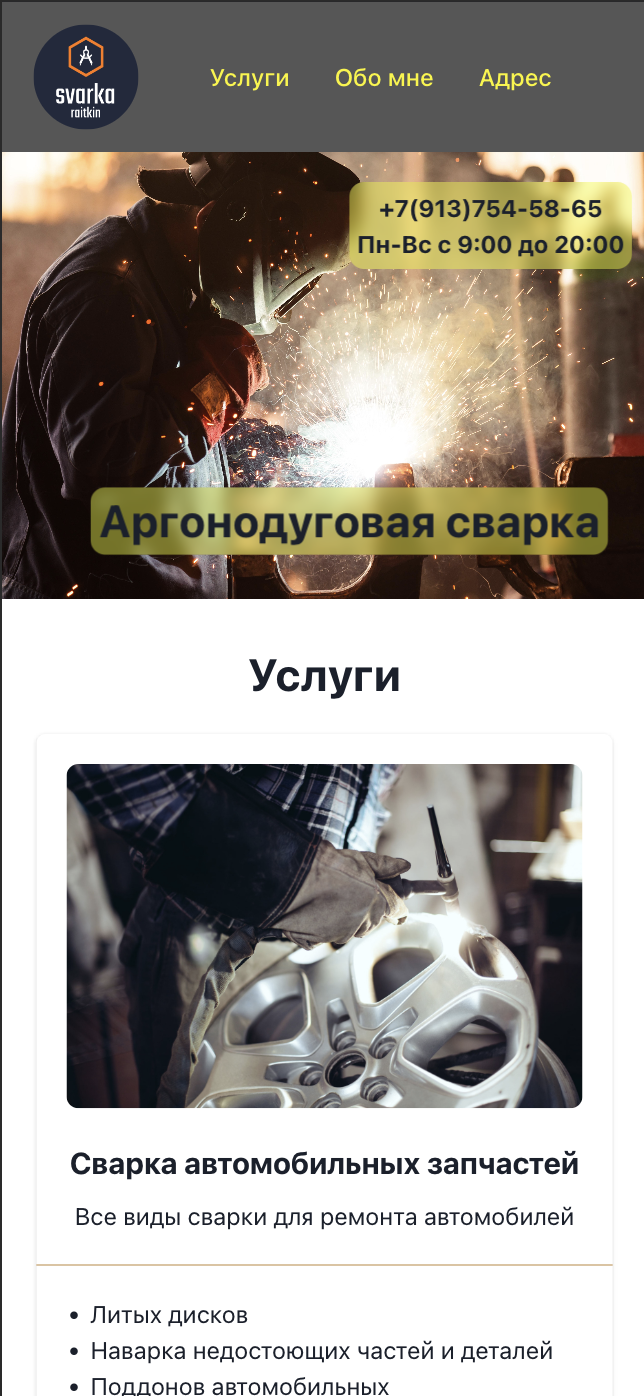 svarka
raitkin
Услуги Обо мне Адрес
+7(913)754-58-65
Пн-Вс с 9:00 до 20:00
Аргонодуговая сварка
Услуги
Сварка автомобильных запчастей
Все виды сварки для ремонта автомобилей
• Литых дисков
• Наварка недостоющих частей и деталей
• Поддонов автомобильных